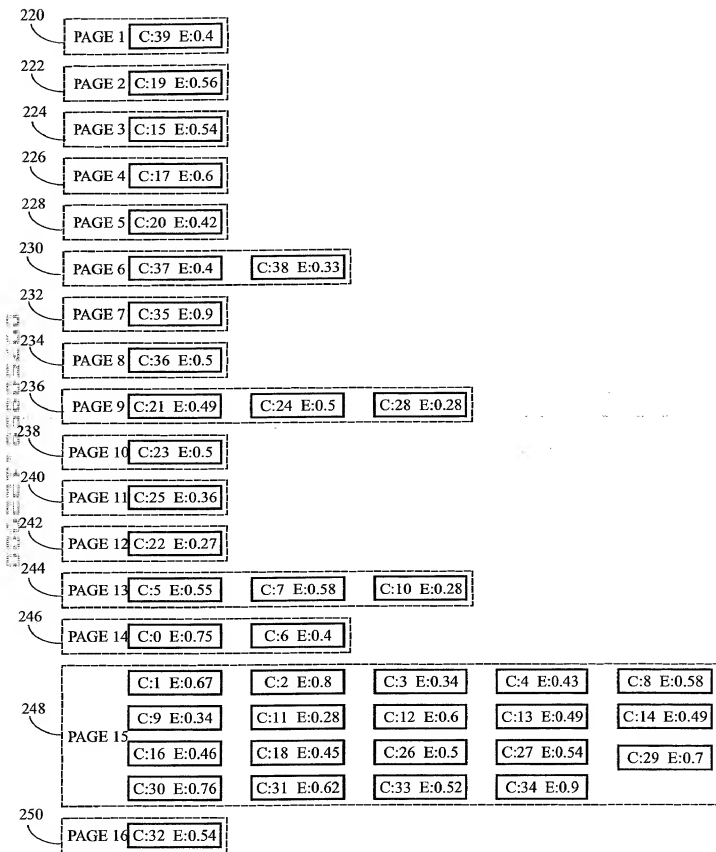 220
PAGE 1 C:39 E:0.4
222
PAGE 2 C:19 E:0.56
224
PAGE 3 C:15 E:0.54
226
PAGE 4 C:17 E:0.6
228
PAGE 5 C:20 E:0.42
230
PAGE 6 C:37 E:0.4 C:38 E:0.33
232
PAGE 7 C:35 E:0.9
234
PAGE 8 C:36 E:0.5
236
PAGE 9 C:21 E:0.49 C:24 E:0.5 C:28 E:0.28
238
PAGE 10 C:23 E:0.5
240
PAGE 11 C:25 E:0.36
242
PAGE 12 C:22 E:0.27
244
PAGE 13 C:5 E:0.55 C:7 E:0.58 C:10 E:0.28
246
PAGE 14 C:0 E:0.75 C:6 E:0.4
248
PAGE 15
C:1 E:0.67 C:2 E:0.8 C:3 E:0.34 C:4 E:0.43 C:8 E:0.58
C:9 E:0.34 C:11 E:0.28 C:12 E:0.6 C:13 E:0.49 C:14 E:0.49
C:16 E:0.46 C:18 E:0.45 C:26 E:0.5 C:27 E:0.54 C:29 E:0.7
C:30 E:0.76 C:31 E:0.62 C:33 E:0.52 C:34 E:0.9
250
PAGE 16 C:32 E:0.54